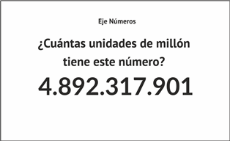 Eje Números
¿Cuántas unidades de millón
tiene este número?
4.892.317.901